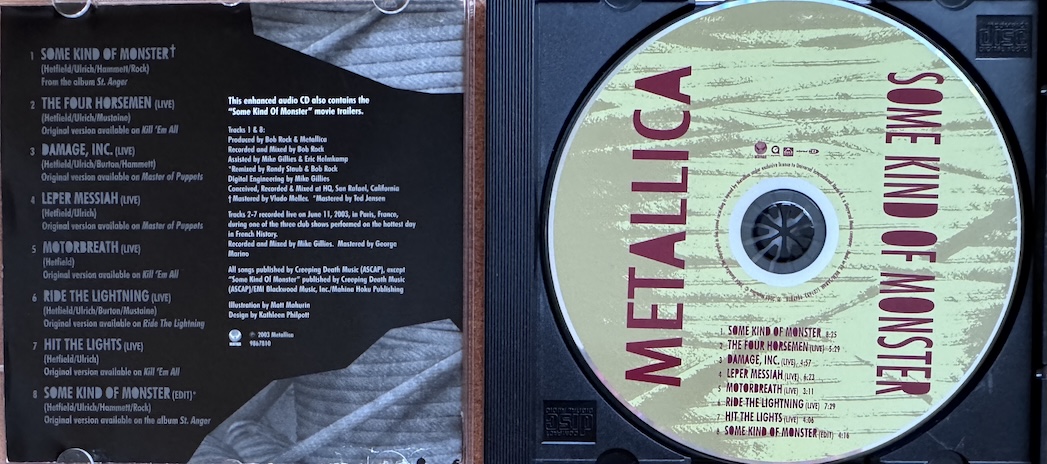 1 SOME KIND OF MONSTER†
(Hetfield/Ulrich/Hammett/Rock)
From the album St. Anger
2 THE FOUR HORSEMEN (LIVE)
(Hetfield/Ulrich/Mustaine)
Original version available on Kill 'Em All
3 DAMAGE, INC. (LIVE)
(Hetfield/Ulrich/Burton/Hammett)
Original version available on Master of Puppets
4 LEPER MESSIAH (LIVE)
(Hetfield/Ulrich)
Original version available on Master of Puppets
5 MOTORBREATH (LIVE)
(Hetfield)
Original version available on Kill 'Em All
6 RIDE THE LIGHTNING (LIVE)
(Hetfield/Ulrich/Burton/Mustaine)
Original version available on Ride The Lightning
7 HIT THE LIGHTS (LIVE)
(Hetfield/Ulrich)
Original version available on Kill 'Em All
8 SOME KIND OF MONSTER (EDIT)*
(Hetfield/Ulrich/Hammett/Rock)
Original version available on the album St. Anger
This enhanced audio CD also contains the
"Some Kind Of Monster" movie trailers.
Tracks 1 & 8:
Produced by Bob Rock & Metallica
Recorded and Mixed by Bob Rock
Assisted by Mike Gillies & Eric Helmkamp
*Remixed by Randy Staub & Bob Rock
Digital Engineering by Mike Gillies
Conceived, Recorded & Mixed at HQ, San Rafael, California
†Mastered by Vlado Meller. *Mastered by Ted Jensen
Tracks 2-7 recorded live on June 11, 2003, in Paris, France,
during one of the three club shows performed on the hottest day
in French History.
Recorded and Mixed by Mike Gillies. Mastered by George
Marino
All songs published by Creeping Death Music (ASCAP), except
"Some Kind Of Monster" published by Creeping Death Music
(ASCAP)/EMI Blackwood Music, Inc./Mahina Hoku Publishing
Illustration by Matt Mahurin
Design by Kathleen Philpott
℗ 2003 Metallica
9867810
METALLICA
SOME KIND OF MONSTER
1. SOME KIND OF MONSTER 8:25
2 THE FOUR HORSEMEN (LIVE) 5:29
3 DAMAGE, INC. (LIVE) 4:57
4 LEPER MESSIAH (LIVE) 6:22
5 MOTORBREATH (LIVE) 3:11
6 RIDE THE LIGHTNING (LIVE) 7:29
7 HIT THE LIGHTS (LIVE) 4:06
8 SOME KIND OF MONSTER (EDIT) 4:16